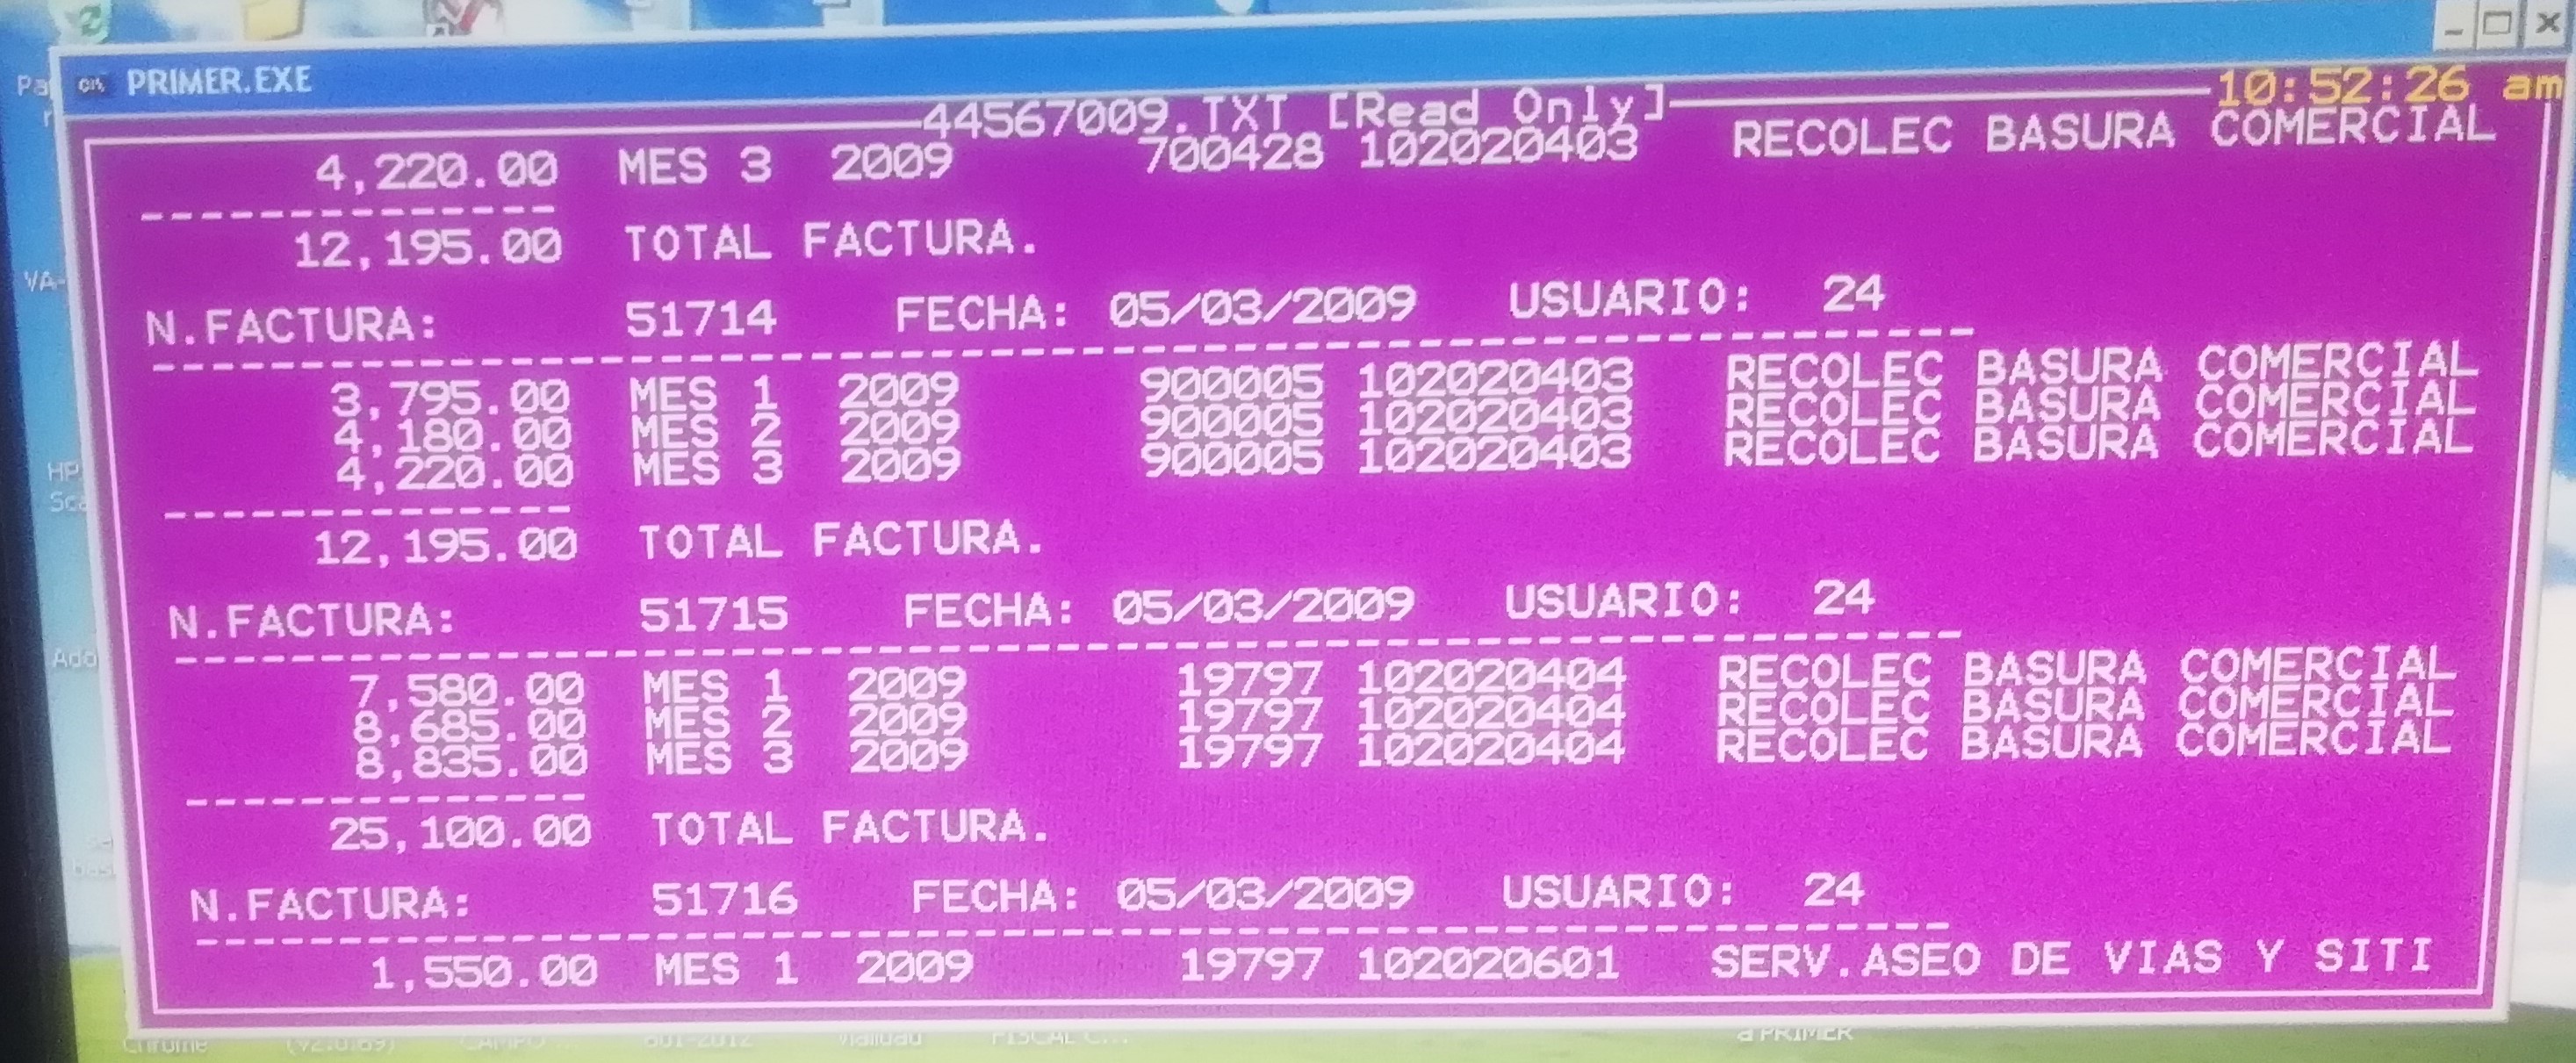 PRIMER.EXE
10:52:26 am
44567009.TXT [Read Only]
4,220.00 MES 3 2009 700428 102020403 RECOLEC BASURA COMERCIAL
--------------
12,195.00 TOTAL FACTURA.
N.FACTURA: 51714 FECHA: 05/03/2009 USUARIO: 24
--------------------------------------------------------------
3,795.00 MES 1 2009 900005 102020403 RECOLEC BASURA COMERCIAL
4,180.00 MES 2 2009 900005 102020403 RECOLEC BASURA COMERCIAL
4,220.00 MES 3 2009 900005 102020403 RECOLEC BASURA COMERCIAL
--------------
12,195.00 TOTAL FACTURA.
N.FACTURA: 51715 FECHA: 05/03/2009 USUARIO: 24
--------------------------------------------------------------
7,580.00 MES 1 2009 19797 102020404 RECOLEC BASURA COMERCIAL
8,685.00 MES 2 2009 19797 102020404 RECOLEC BASURA COMERCIAL
8,835.00 MES 3 2009 19797 102020404 RECOLEC BASURA COMERCIAL
--------------
25,100.00 TOTAL FACTURA.
N.FACTURA: 51716 FECHA: 05/03/2009 USUARIO: 24
--------------------------------------------------------------
1,550.00 MES 1 2009 19797 102020601 SERV.ASEO DE VIAS Y SITI
a PRIMER